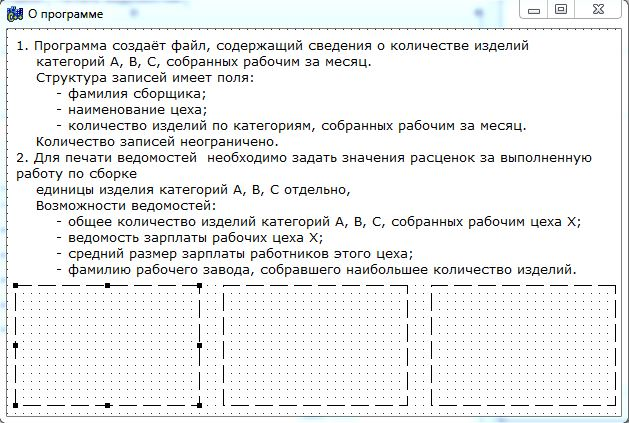 О программе
1. Программа создаёт файл, содержащий сведения о количестве изделий
категорий А, В, С, собранных рабочим за месяц.
Структура записей имеет поля:
- фамилия сборщика;
- наименование цеха;
- количество изделий по категориям, собранных рабочим за месяц.
Количество записей неограничено.
2. Для печати ведомостей  необходимо задать значения расценок за выполненную
работу по сборке
единицы изделия категорий А, В, С отдельно,
Возможности ведомостей:
- общее количество изделий категорий А, В, С, собранных рабочим цеха Х;
- ведомость зарплаты рабочих цеха Х;
- средний размер зарплаты работников этого цеха;
- фамилию рабочего завода, собравшего наибольшее количество изделий.